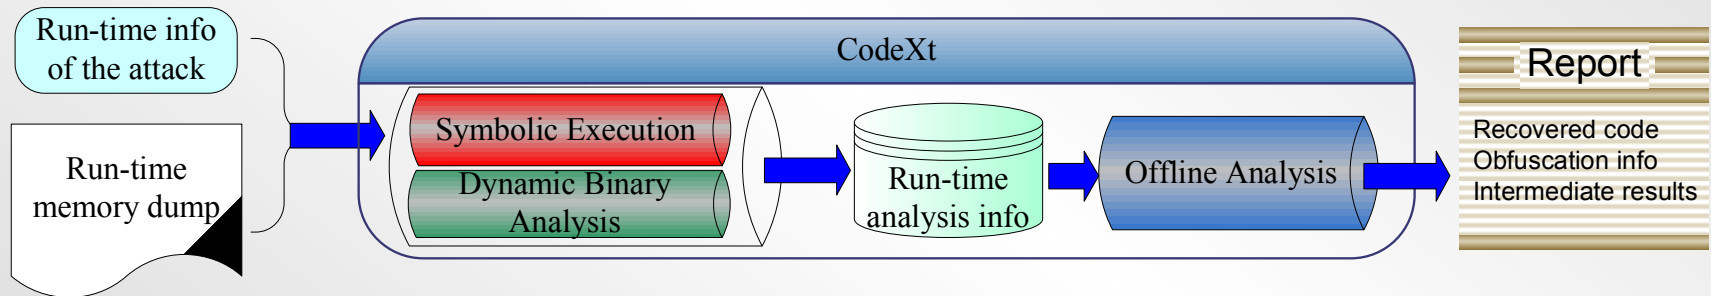 Run-time info
of the attack
Run-time
memory dump
CodeXt
Symbolic Execution
Dynamic Binary
Analysis
Run-time
analysis info
Offline Analysis
Report
Recovered code
Obfuscation info
Intermediate results